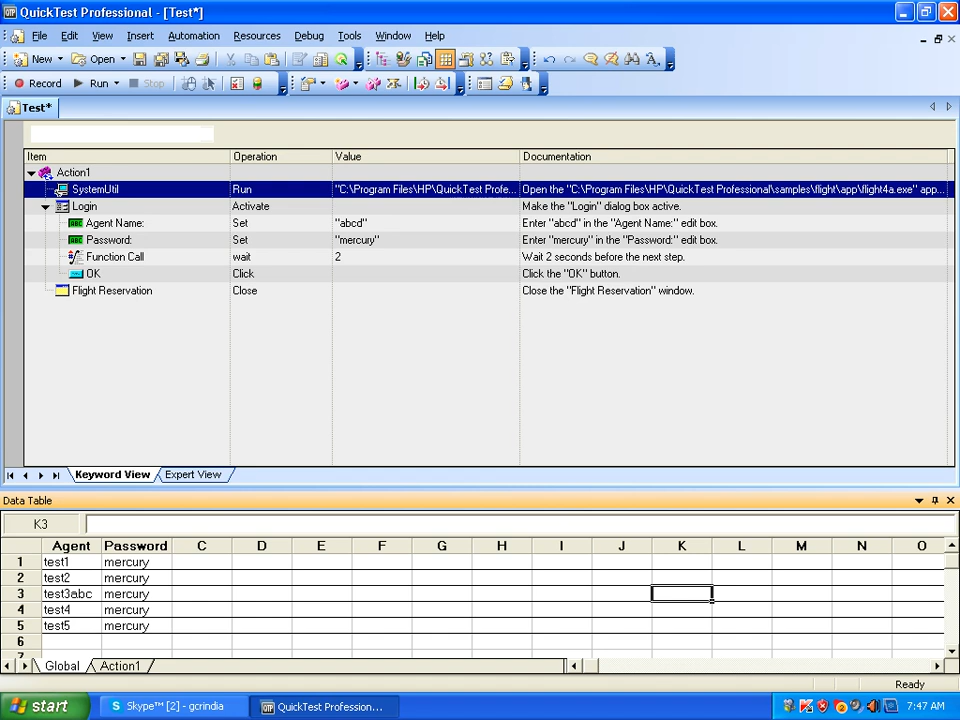 QuickTest Professional - [Test*]
File Edit View Insert Automation Resources Debug Tools Window Help
New Open
Record Run Stop
Test*
Item Operation Value Documentation
Action1
SystemUtil Run "C:\Program Files\HP\QuickTest Profe... Open the "C:\Program Files\HP\QuickTest Professional\samples\flight\app\flight4a.exe" app...
Login Activate Make the "Login" dialog box active.
Agent Name: Set "abcd" Enter "abcd" in the "Agent Name:" edit box.
Password: Set "mercury" Enter "mercury" in the "Password:" edit box.
Function Call wait 2 Wait 2 seconds before the next step.
OK Click Click the "OK" button.
Flight Reservation Close Close the "Flight Reservation" window.
Keyword View Expert View
Data Table
K3
Agent Password C D E F G H I J K L M N O
1 test1 mercury
2 test2 mercury
3 test3abc mercury
4 test4 mercury
5 test5 mercury
6
7
Global Action1
Ready
start Skype™ [2] - gcrindia QuickTest Profession... 7:47 AM